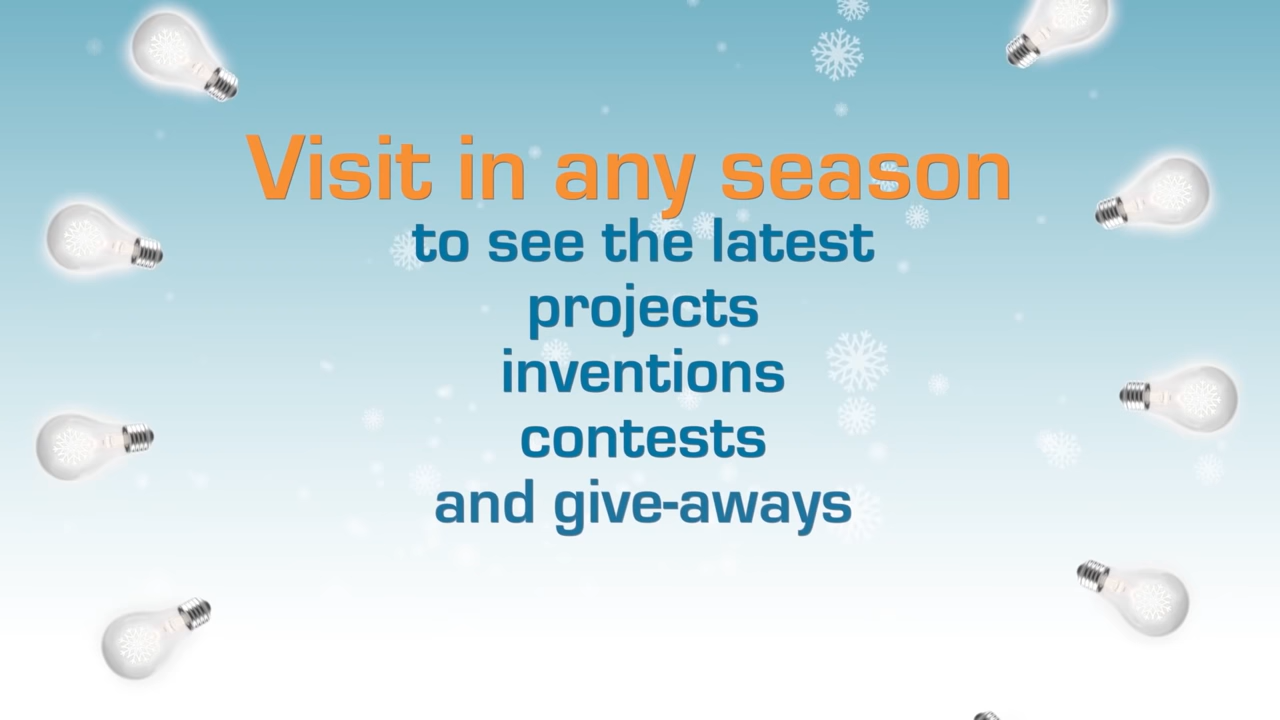 Visit in any season
to see the latest
projects
inventions
contests
and give-aways